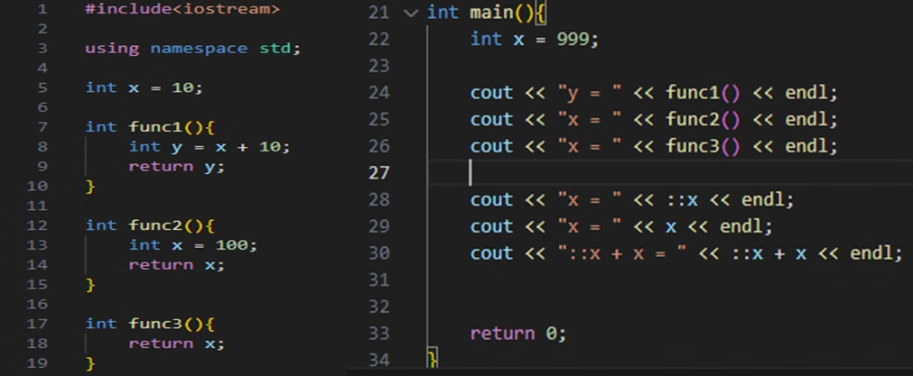 1 #include<iostream>
2
3 using namespace std;
4
5 int x = 10;
6
7 int func1(){
8 int y = x + 10;
9 return y;
10 }
11
12 int func2(){
13 int x = 100;
14 return x;
15 }
16
17 int func3(){
18 return x;
19 }
21 int main(){
22 int x = 999;
23
24 cout << "y = " << func1() << endl;
25 cout << "x = " << func2() << endl;
26 cout << "x = " << func3() << endl;
27
28 cout << "x = " << ::x << endl;
29 cout << "x = " << x << endl;
30 cout << "::x + x = " << ::x + x << endl;
31
32
33 return 0;
34 }